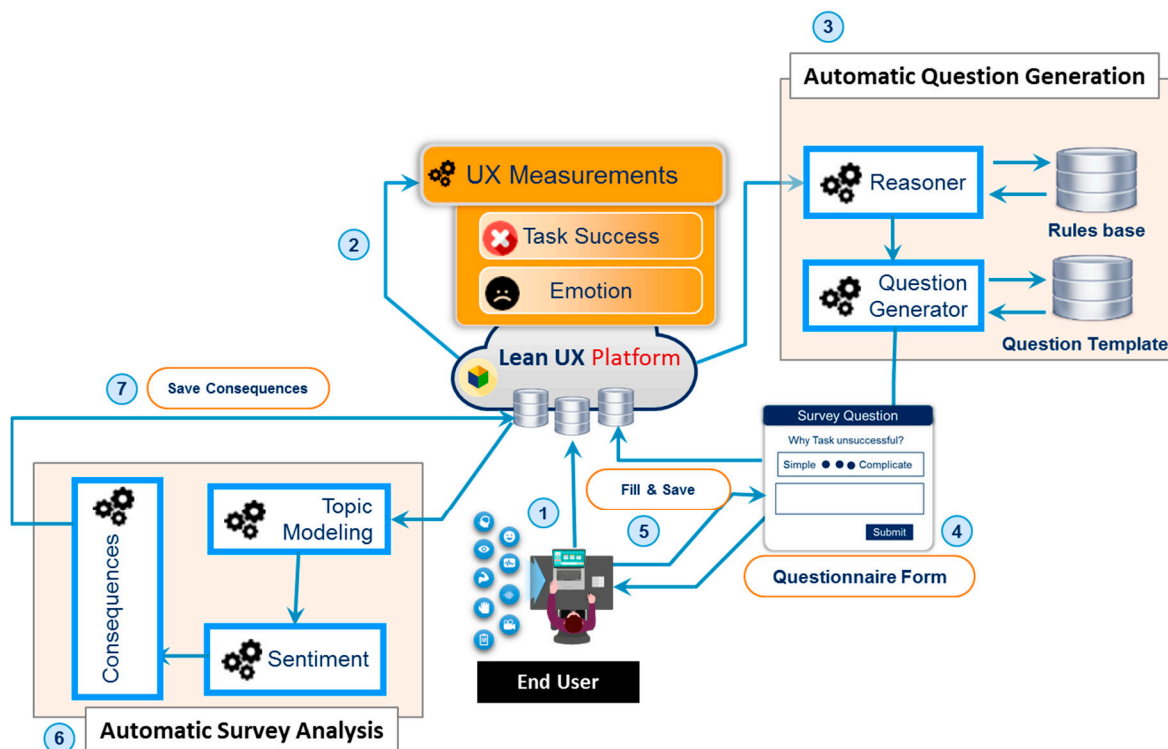 3
Automatic Question Generation
UX Measurements
Reasoner
Task Success
Rules base
2
Emotion
Question
Generator
Lean UX Platform
Question Template
7
Save Consequences
Survey Question
Why Task unsuccessful?
Simple
Complicate
Fill & Save
Topic
Modeling
1
5
Submit
4
Consequences
Questionnaire Form
Sentiment
End User
Automatic Survey Analysis
6